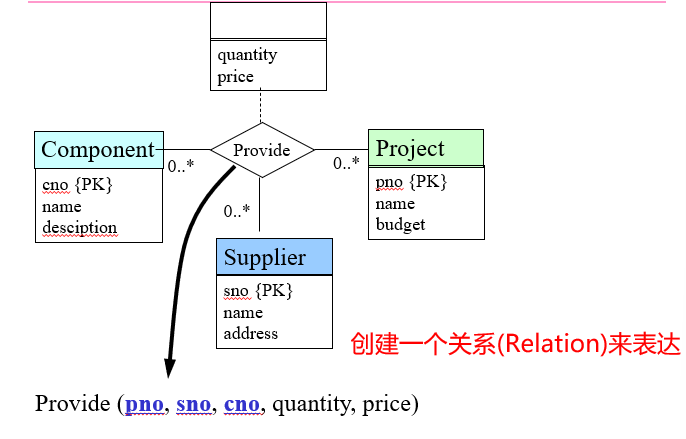 quantity
price
Component
Provide
Project
0..*
0..*
cno {PK}
name
desciption
pno {PK}
name
budget
0..*
Supplier
sno {PK}
name
address
创建一个关系(Relation)来表达
Provide (pno, sno, cno, quantity, price)